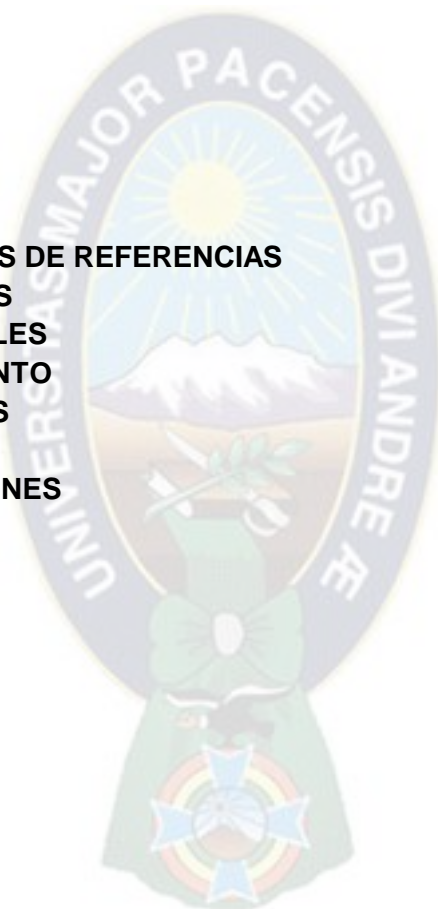 S DE REFERENCIAS
S
LES
NTO
S
NES
UNIVERSITAS MAJOR PACENSIS DIVI ANDRE Æ